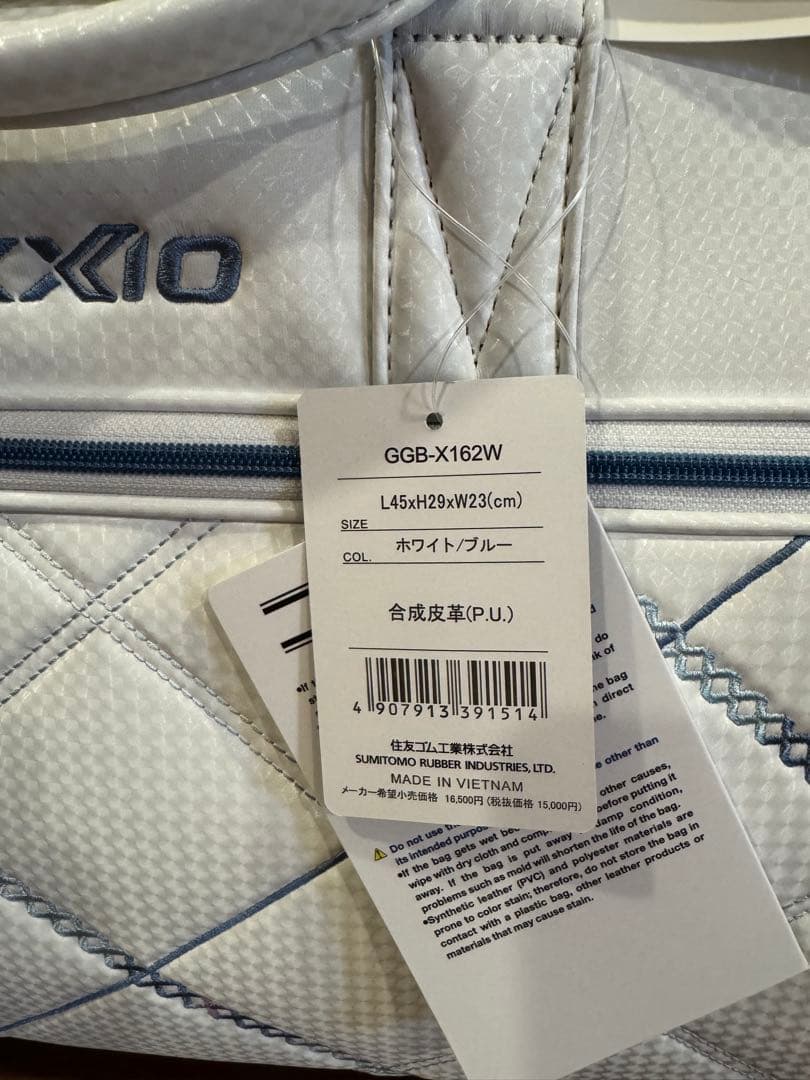 XXIO
GGB-X162W
L45xH29xW23(cm)
SIZE
COL. ホワイト/ブルー
合成皮革(P.U.)
4 907913 391514
住友ゴム工業株式会社
SUMITOMO RUBBER INDUSTRIES, LTD.
MADE IN VIETNAM
メーカー希望小売価格 16,500円 (税抜価格 15,000円)
do
of
bag
direct
other than
Do not use
its intended
other causes,
•If the bag gets wet
before putting it
wipe with dry cloth and
damp condition,
away. If the bag is put away
problems such as mold will shorten the life of the bag.
•Synthetic leather (PVC) and polyester materials are
prone to color stain; therefore, do not store the bag in
contact with a plastic bag, other leather products or
materials that may cause stain.